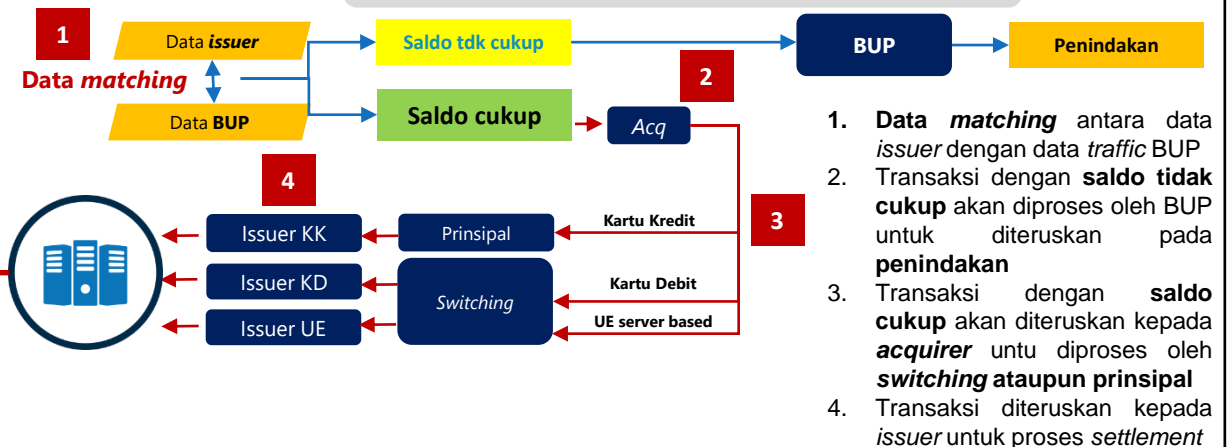 1
Data issuer
Data matching
Data BUP
Saldo tdk cukup
Saldo cukup
2
Acq
BUP
Penindakan
3
Kartu Kredit
Kartu Debit
UE server based
Prinsipal
Switching
4
Issuer KK
Issuer KD
Issuer UE
1. Data matching antara data
issuer dengan data traffic BUP
2. Transaksi dengan saldo tidak
cukup akan diproses oleh BUP
untuk diteruskan pada
penindakan
3. Transaksi dengan saldo
cukup akan diteruskan kepada
acquirer untu diproses oleh
switching ataupun prinsipal
4. Transaksi diteruskan kepada
issuer untuk proses settlement